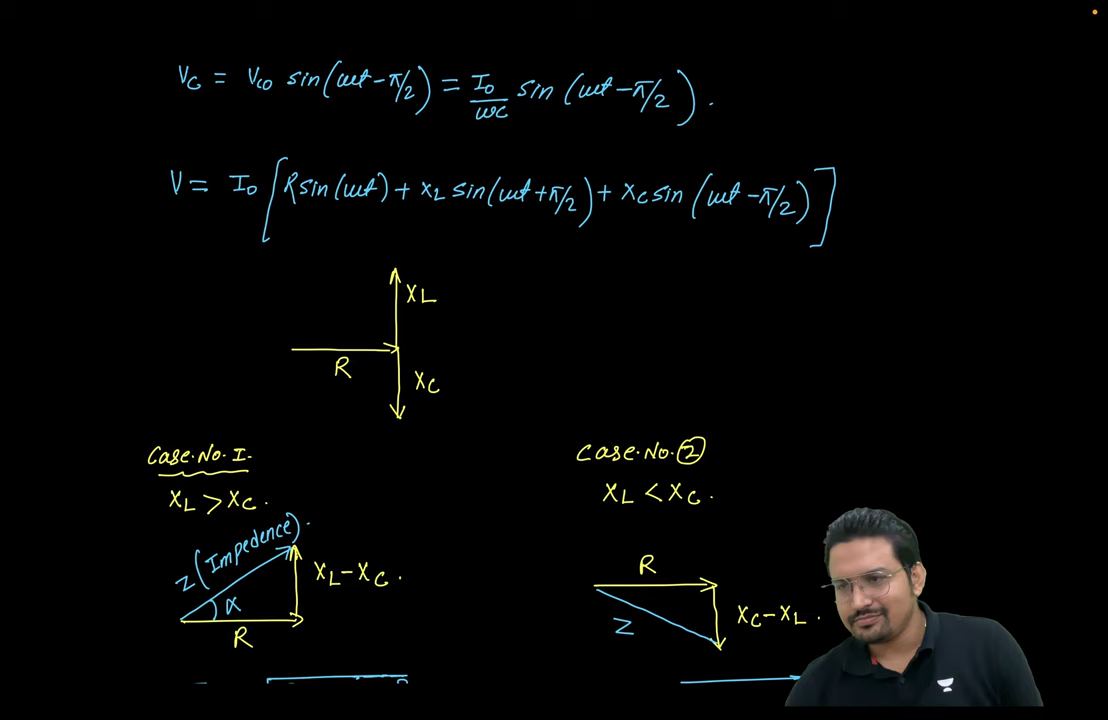 V_C = V_CO sin(ωt - π/2) = I_0/ωC sin(ωt - π/2).
V = I_0 [R sin(ωt) + X_L sin(ωt + π/2) + X_C sin(ωt - π/2)]
X_L
R
X_C
Case.No.I.
X_L > X_C.
Z (Impedence).
X_L - X_C.
α
R
Case.No.②
X_L < X_C.
R
X_C - X_L.
Z